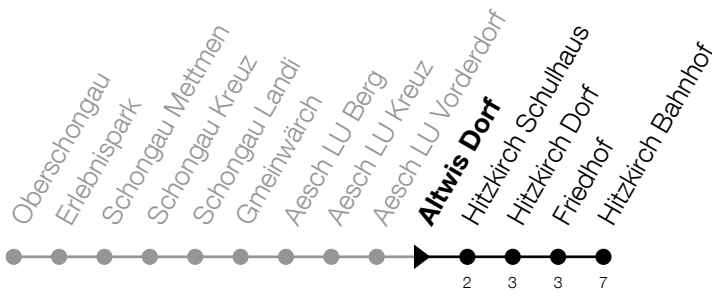 Oberschongau
Erlebnispark
Schongau Mettmen
Schongau Kreuz
Schongau Landi
Gmeinwärch
Aesch LU Berg
Aesch LU Kreuz
Aesch LU Vorderdorf
Altwis Dorf
Hitzkirch Schulhaus
Hitzkirch Dorf
Friedhof
Hitzkirch Bahnhof
2 3 3 7